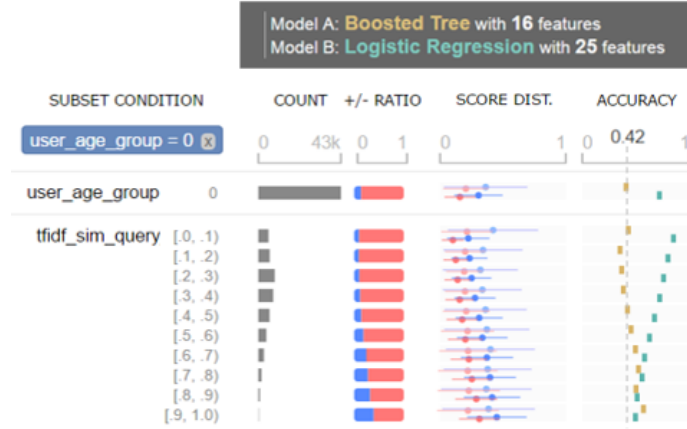 Model A: Boosted Tree with 16 features
Model B: Logistic Regression with 25 features
SUBSET CONDITION COUNT +/- RATIO SCORE DIST. ACCURACY
user_age_group = 0 x 0 43k 0 1 0 1 0 0.42 1
user_age_group 0
tfidf_sim_query [.0, .1)
[.1, .2)
[.2, .3)
[.3, .4)
[.4, .5)
[.5, .6)
[.6, .7)
[.7, .8)
[.8, .9)
[.9, 1.0)